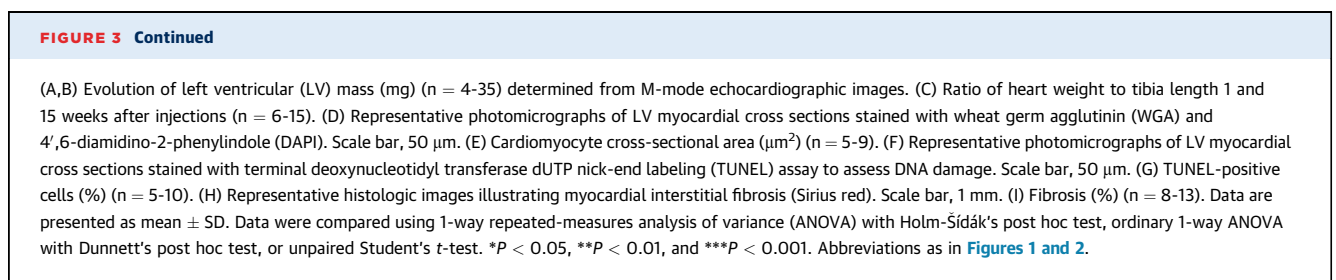 FIGURE 3 Continued
(A,B) Evolution of left ventricular (LV) mass (mg) (n = 4-35) determined from M-mode echocardiographic images. (C) Ratio of heart weight to tibia length 1 and
15 weeks after injections (n = 6-15). (D) Representative photomicrographs of LV myocardial cross sections stained with wheat germ agglutinin (WGA) and
4′,6-diamidino-2-phenylindole (DAPI). Scale bar, 50 μm. (E) Cardiomyocyte cross-sectional area (μm²) (n = 5-9). (F) Representative photomicrographs of LV myocardial
cross sections stained with terminal deoxynucleotidyl transferase dUTP nick-end labeling (TUNEL) assay to assess DNA damage. Scale bar, 50 μm. (G) TUNEL-positive
cells (%) (n = 5-10). (H) Representative histologic images illustrating myocardial interstitial fibrosis (Sirius red). Scale bar, 1 mm. (I) Fibrosis (%) (n = 8-13). Data are
presented as mean ± SD. Data were compared using 1-way repeated-measures analysis of variance (ANOVA) with Holm-Šídák's post hoc test, ordinary 1-way ANOVA
with Dunnett's post hoc test, or unpaired Student's t-test. *P < 0.05, **P < 0.01, and ***P < 0.001. Abbreviations as in Figures 1 and 2.